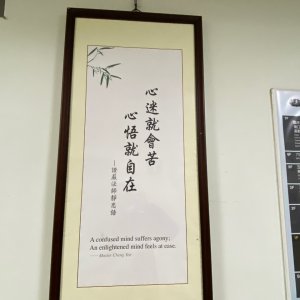 心迷就會苦
心悟就自在
—證嚴法師靜思語
A confused mind suffers agony;
An enlightened mind feels at ease.
——Master Cheng Yen